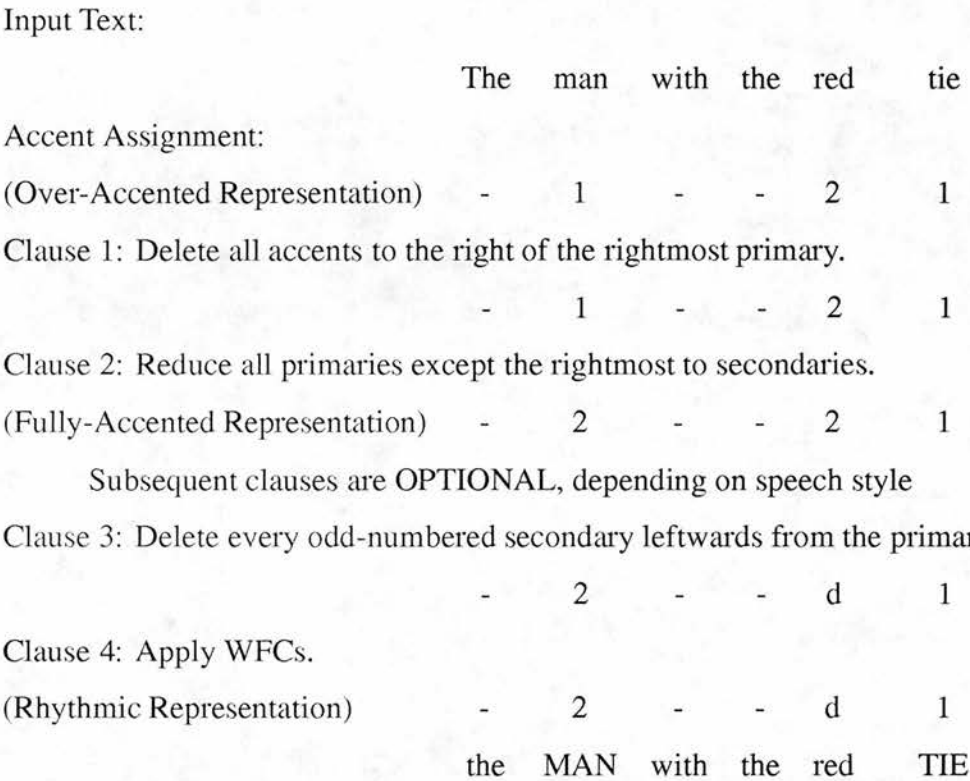 Input Text:
The man with the red tie
Accent Assignment:
(Over-Accented Representation) - 1 - - 2 1
Clause 1: Delete all accents to the right of the rightmost primary.
- 1 - - 2 1
Clause 2: Reduce all primaries except the rightmost to secondaries.
(Fully-Accented Representation) - 2 - - 2 1
Subsequent clauses are OPTIONAL, depending on speech style
Clause 3: Delete every odd-numbered secondary leftwards from the primar
- 2 - - d 1
Clause 4: Apply WFCs.
(Rhythmic Representation) - 2 - - d 1
the MAN with the red TIE